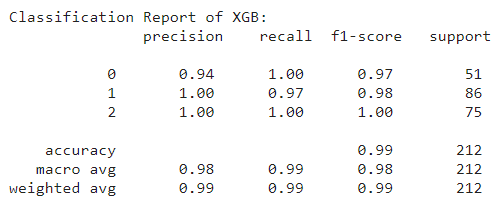 Classification Report of XGB:
precision recall f1-score support
0 0.94 1.00 0.97 51
1 1.00 0.97 0.98 86
2 1.00 1.00 1.00 75
accuracy 0.99 212
macro avg 0.98 0.99 0.98 212
weighted avg 0.99 0.99 0.99 212